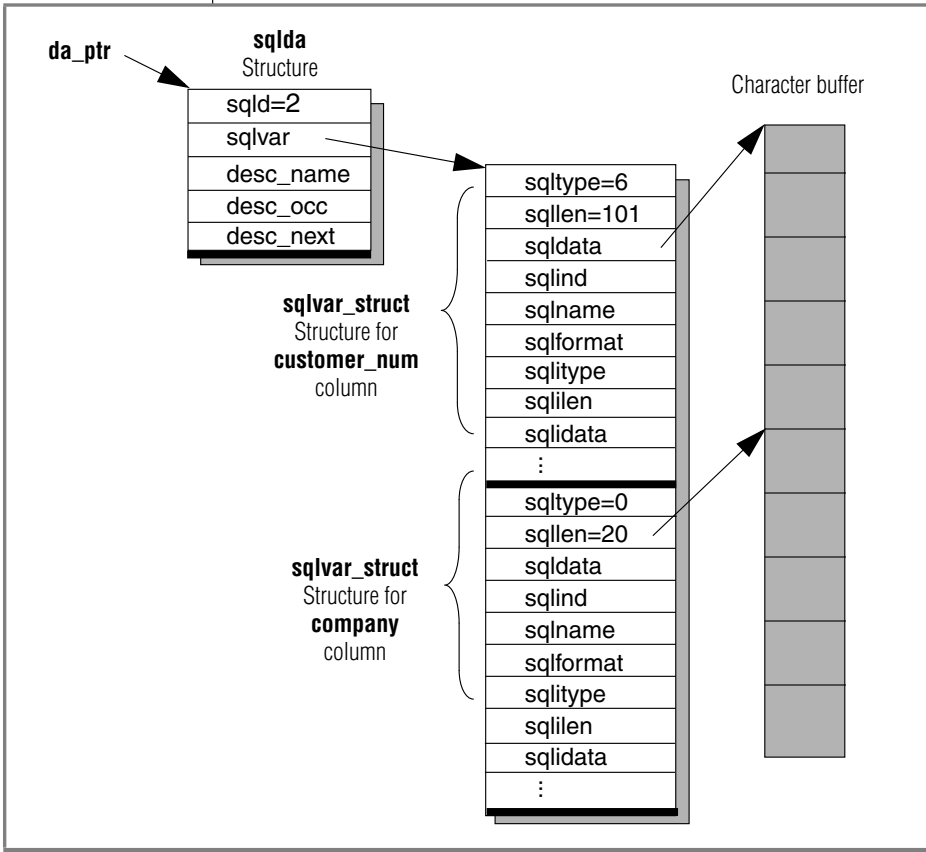 da_ptr
sqlda
Structure
sqld=2
sqlvar
desc_name
desc_occ
desc_next
Character buffer
sqlvar_struct
Structure for
customer_num
column
sqltype=6
sqllen=101
sqldata
sqlind
sqlname
sqlformat
sqlitype
sqlilen
sqlidata
⋮
sqlvar_struct
Structure for
company
column
sqltype=0
sqllen=20
sqldata
sqlind
sqlname
sqlformat
sqlitype
sqlilen
sqlidata
⋮